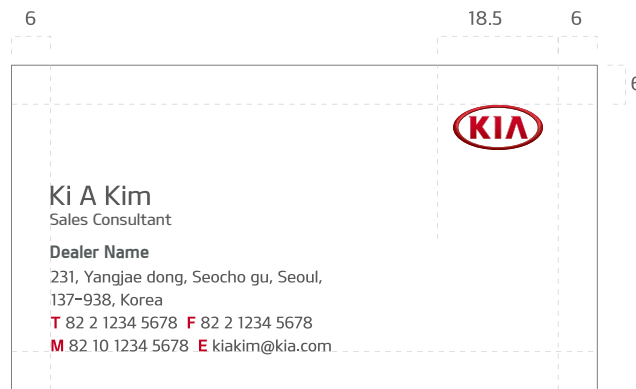 6
18.5
6
6
KIA
Ki A Kim
Sales Consultant
Dealer Name
231, Yangjae dong, Seocho gu, Seoul,
137-938, Korea
T 82 2 1234 5678 F 82 2 1234 5678
M 82 10 1234 5678 E kiakim@kia.com